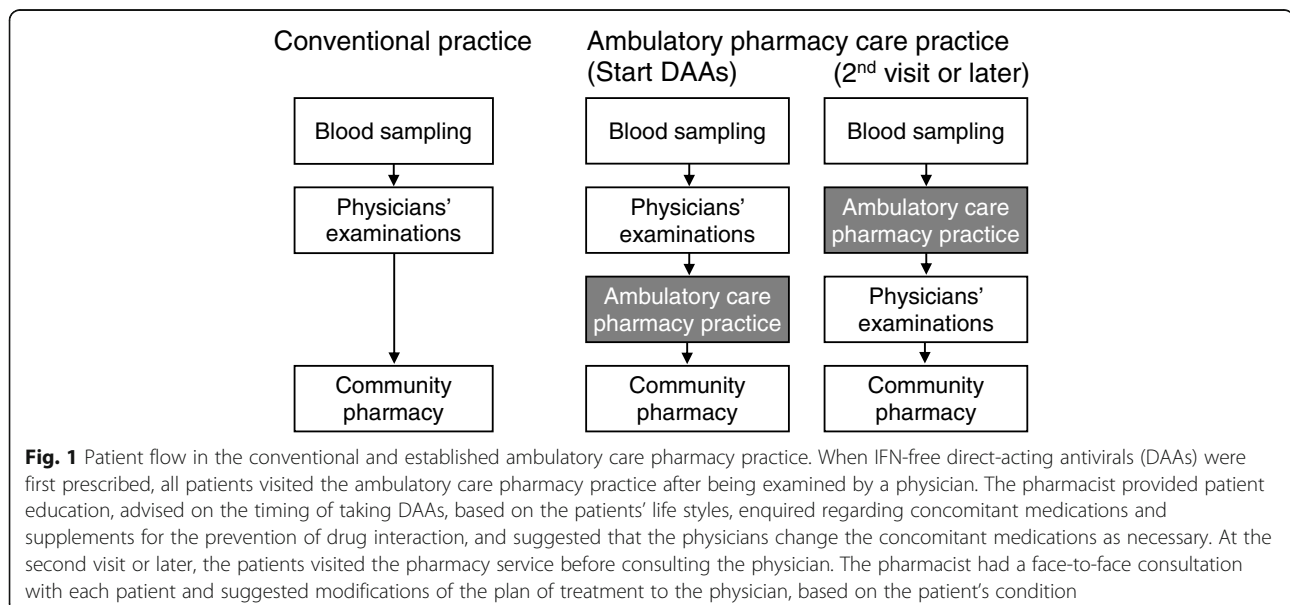 Conventional practice
Ambulatory pharmacy care practice
(Start DAAs)
(2nd visit or later)
Blood sampling
Physicians'
examinations
Community
pharmacy
Blood sampling
Physicians'
examinations
Ambulatory care
pharmacy practice
Community
pharmacy
Blood sampling
Ambulatory care
pharmacy practice
Physicians'
examinations
Community
pharmacy
Fig. 1 Patient flow in the conventional and established ambulatory care pharmacy practice. When IFN-free direct-acting antivirals (DAAs) were
first prescribed, all patients visited the ambulatory care pharmacy practice after being examined by a physician. The pharmacist provided patient
education, advised on the timing of taking DAAs, based on the patients' life styles, enquired regarding concomitant medications and
supplements for the prevention of drug interaction, and suggested that the physicians change the concomitant medications as necessary. At the
second visit or later, the patients visited the pharmacy service before consulting the physician. The pharmacist had a face-to-face consultation
with each patient and suggested modifications of the plan of treatment to the physician, based on the patient's condition